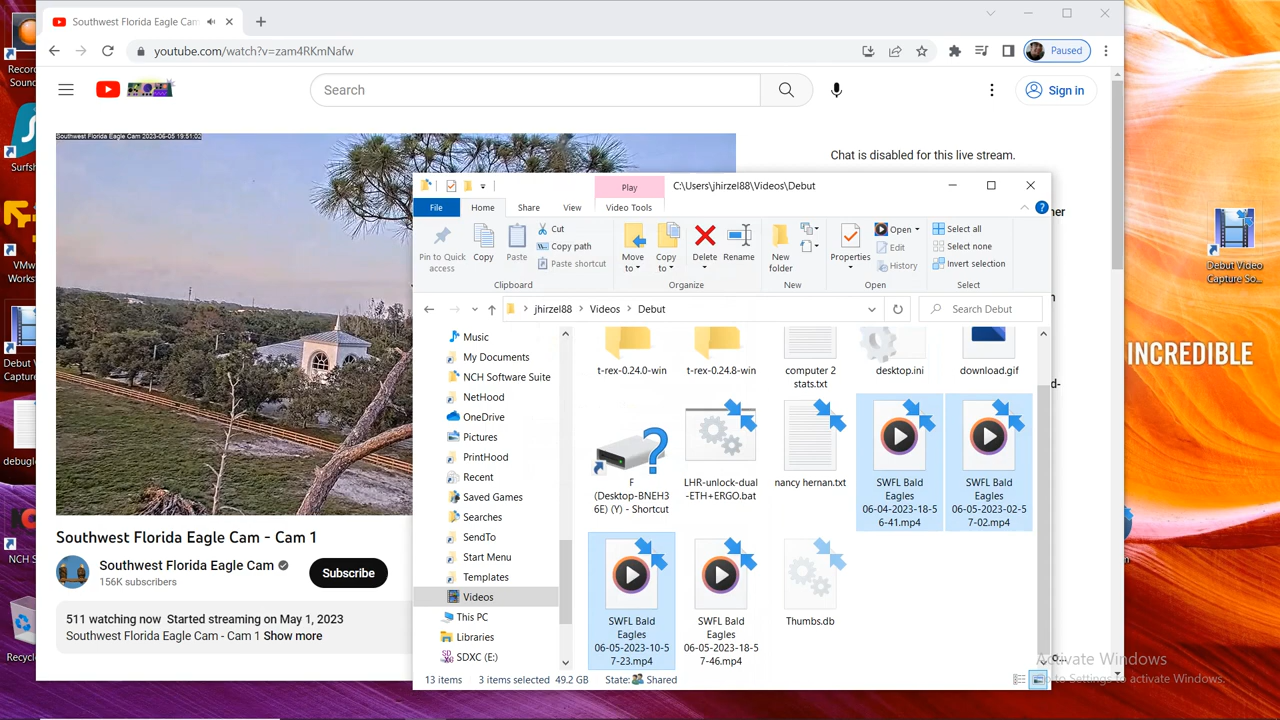 Southwest Florida Eagle Cam
youtube.com/watch?v=zam4RKmNafw
Paused
Search
Sign in
Southwest Florida Eagle Cam 2023-06-05 19:51:02
Chat is disabled for this live stream.
Southwest Florida Eagle Cam - Cam 1
Southwest Florida Eagle Cam
156K subscribers
Subscribe
511 watching now Started streaming on May 1, 2023
Southwest Florida Eagle Cam - Cam 1 Show more
Play
C:\Users\jhirzel88\Videos\Debut
File
Home
Share
View
Video Tools
Pin to Quick
access
Copy
Paste
Cut
Copy path
Paste shortcut
Clipboard
Move
to
Copy
to
Delete
Rename
Organize
New
folder
New
Properties
Open
Edit
History
Open
Select all
Select none
Invert selection
Select
jhirzel88
Videos
Debut
Search Debut
Music
My Documents
NCH Software Suite
NetHood
OneDrive
Pictures
PrintHood
Recent
Saved Games
Searches
SendTo
Start Menu
Templates
Videos
This PC
Libraries
SDXC (E:)
t-rex-0.24.0-win
t-rex-0.24.8-win
computer 2
stats.txt
desktop.ini
download.gif
F
(Desktop-BNEH3
6E) (Y) - Shortcut
LHR-unlock-dual
-ETH+ERGO.bat
nancy hernan.txt
SWFL Bald
Eagles
06-04-2023-18-5
6-41.mp4
SWFL Bald
Eagles
06-05-2023-02-5
7-02.mp4
SWFL Bald
Eagles
06-05-2023-10-5
7-23.mp4
SWFL Bald
Eagles
06-05-2023-18-5
7-46.mp4
Thumbs.db
13 items
3 items selected 49.2 GB
State: Shared
Record
Soun
Surfsh
VMw
Works
Debut V
Captur
debugl
NCH S
Recyc
Debut Video
Capture So...
INCREDIBLE
Activate Windows
to Settings to activate Windows.